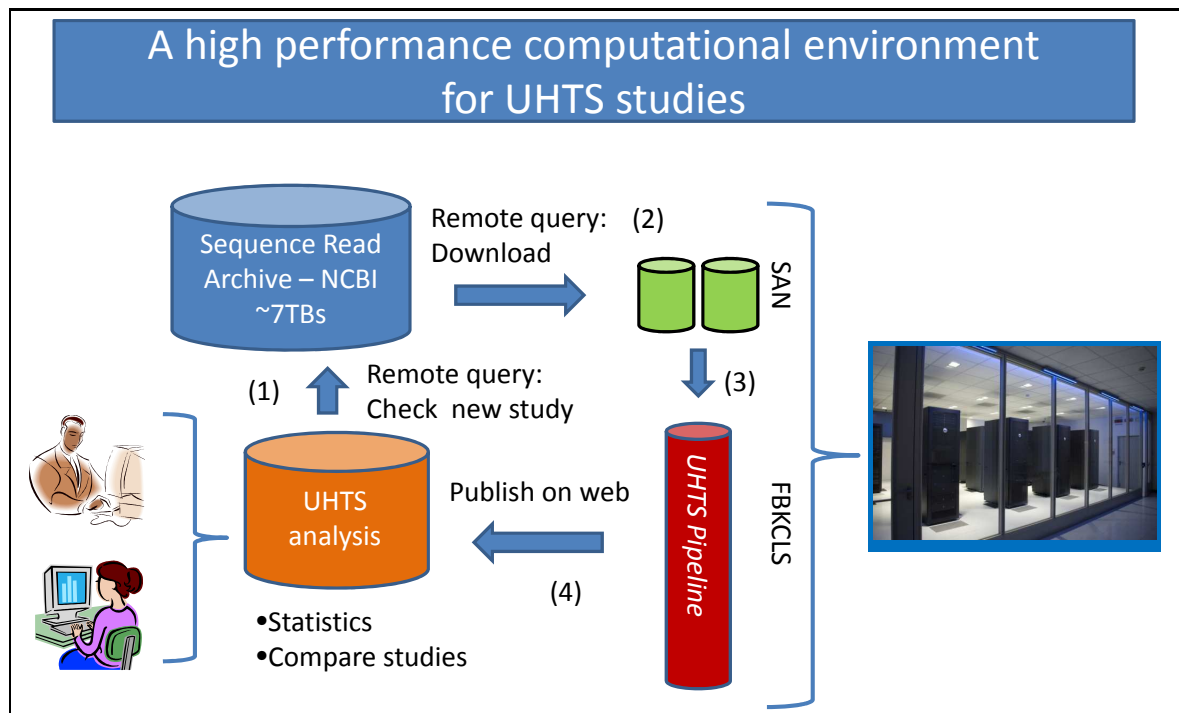 A high performance computational environment
for UHTS studies
Sequence Read
Archive – NCBI
~7TBs
Remote query: (2)
Download
SAN
(1)
Remote query:
Check new study
(3)
UHTS
analysis
Publish on web
(4)
UHTS Pipeline
FBKCLS
•Statistics
•Compare studies